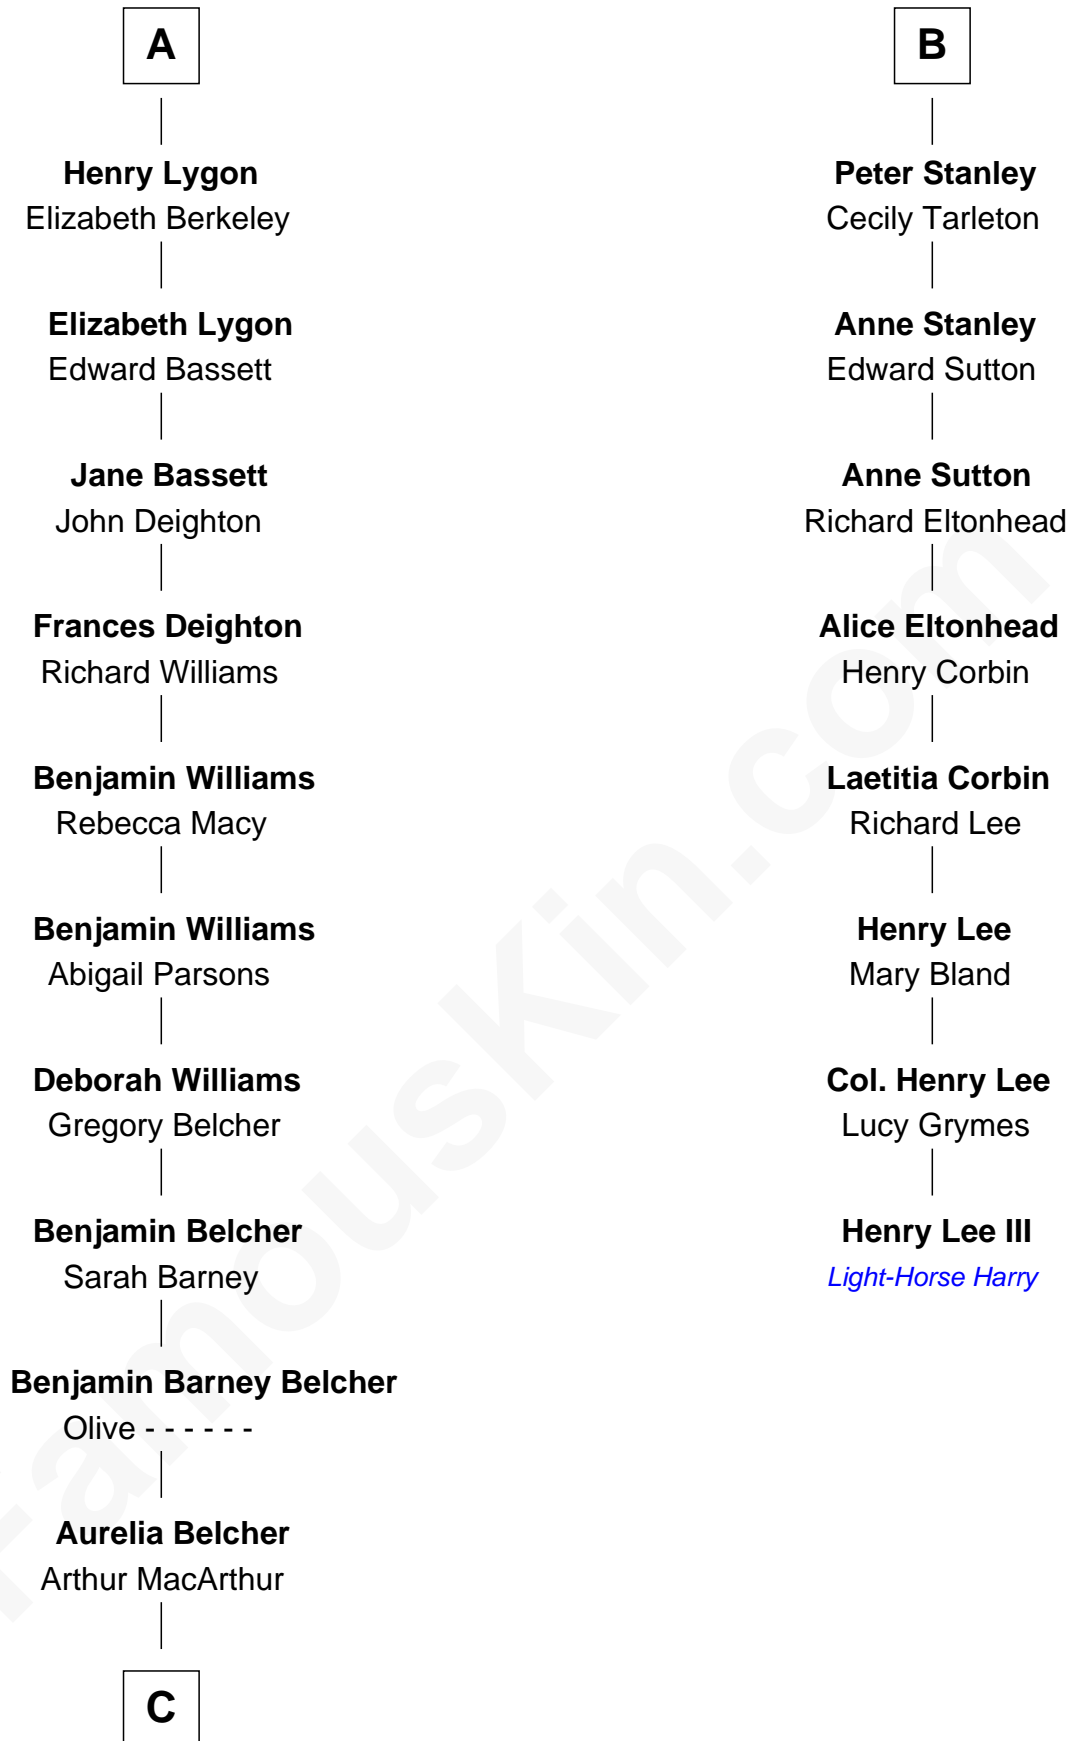 A
Henry Lygon
Elizabeth Berkeley
Elizabeth Lygon
Edward Bassett
Jane Bassett
John Deighton
Frances Deighton
Richard Williams
Benjamin Williams
Rebecca Macy
Benjamin Williams
Abigail Parsons
Deborah Williams
Gregory Belcher
Benjamin Belcher
Sarah Barney
Benjamin Barney Belcher
Olive - - - - - -
Aurelia Belcher
Arthur MacArthur
C
B
Peter Stanley
Cecily Tarleton
Anne Stanley
Edward Sutton
Anne Sutton
Richard Eltonhead
Alice Eltonhead
Henry Corbin
Laetitia Corbin
Richard Lee
Henry Lee
Mary Bland
Col. Henry Lee
Lucy Grymes
Henry Lee III
Light-Horse Harry
FamousKin.com